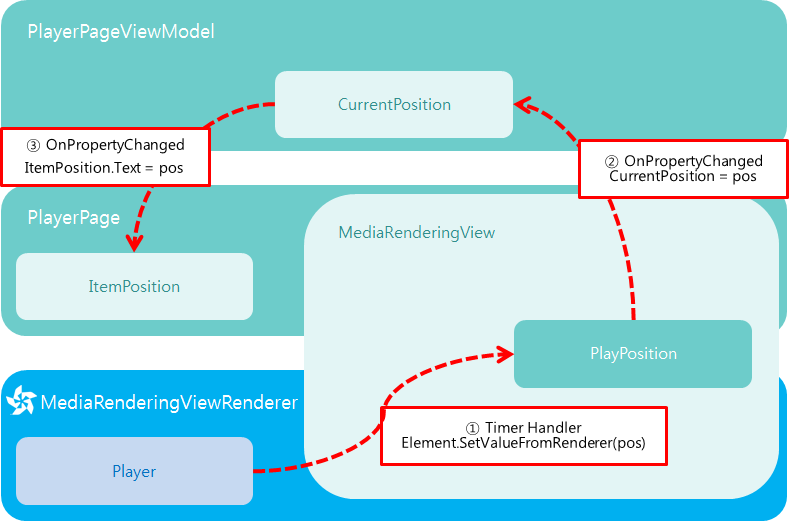 PlayerPageViewModel
CurrentPosition
③ OnPropertyChanged
ItemPosition.Text = pos
② OnPropertyChanged
CurrentPosition = pos
PlayerPage
MediaRenderingView
ItemPosition
PlayPosition
MediaRenderingViewRenderer
① Timer Handler
Element.SetValueFromRenderer(pos)
Player